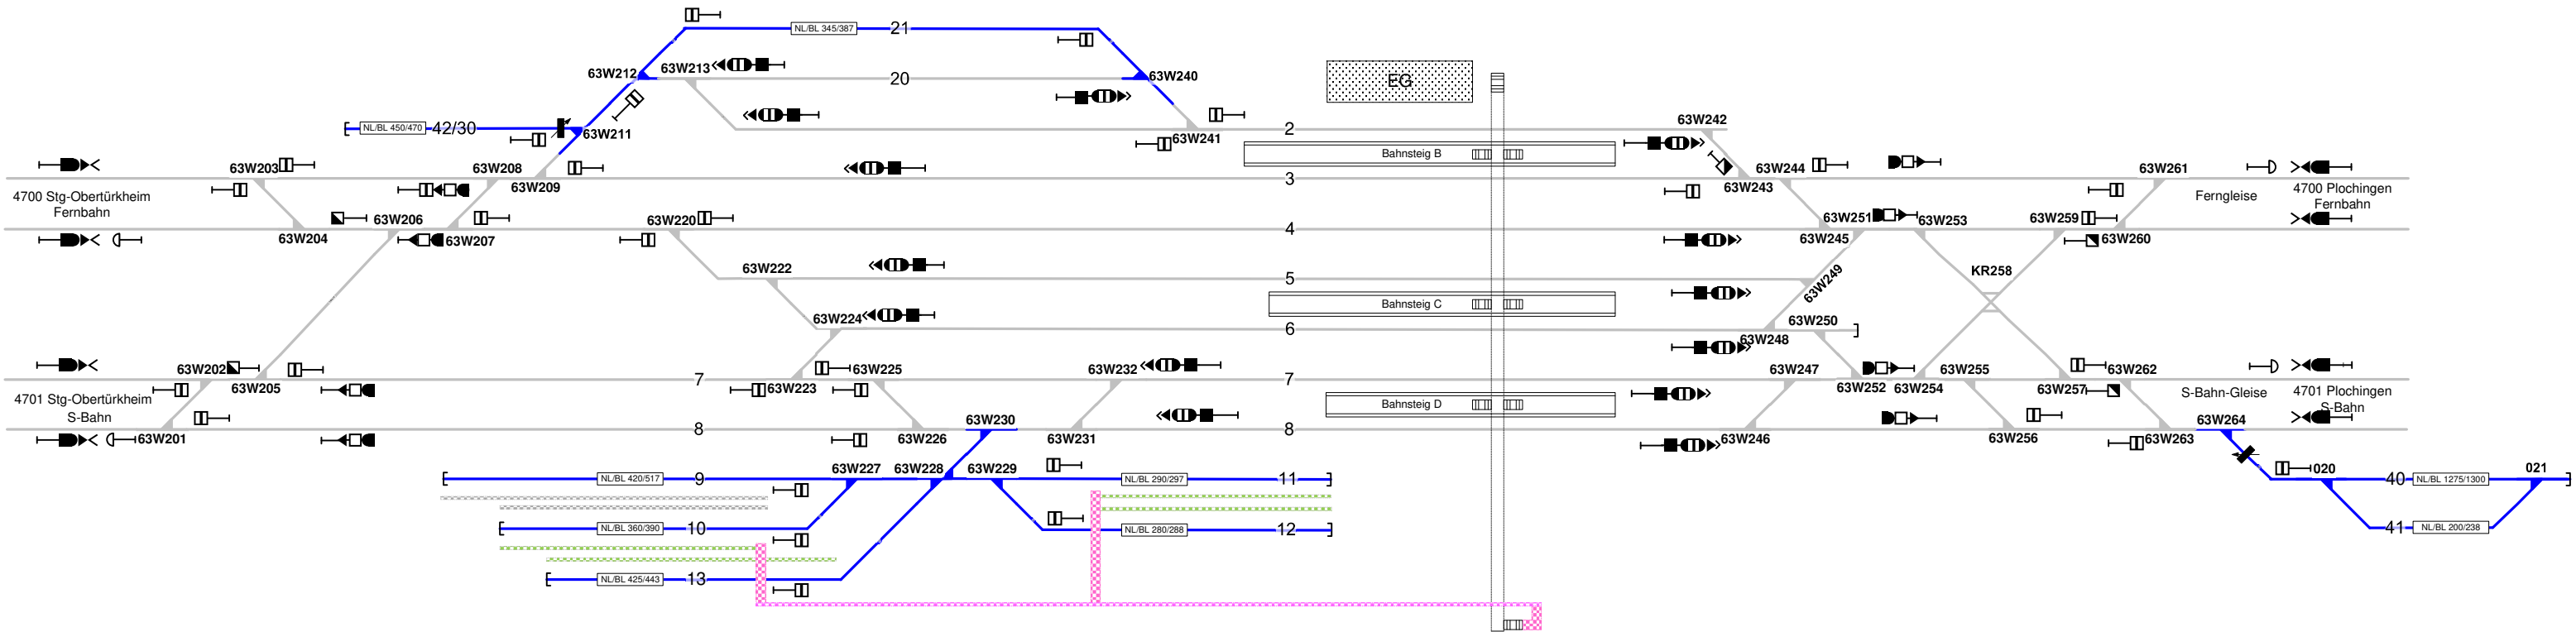 NL/BL 345/387
21
63W212
63W213
20
63W240
EG
NL/BL 450/470
42/30
63W211
63W241
2
63W242
Bahnsteig B
63W203
63W208
63W209
3
63W243
63W244
63W261
4700 Stg-Obertürkheim
Fernbahn
Ferngleise
4700 Plochingen
Fernbahn
63W204
63W206
63W207
63W220
4
63W245
63W251
63W253
63W259
63W260
63W222
5
63W249
KR258
Bahnsteig C
63W224
6
63W248
63W250
63W202
63W205
7
63W223
63W225
63W232
7
63W247
63W252
63W254
63W255
63W257
63W262
4701 Stg-Obertürkheim
S-Bahn
Bahnsteig D
S-Bahn-Gleise
4701 Plochingen
S-Bahn
63W201
8
63W226
63W230
63W231
8
63W246
63W256
63W263
63W264
NL/BL 420/517
9
63W227
63W228
63W229
NL/BL 290/297
11
020
40
NL/BL 1275/1300
021
NL/BL 360/390
10
NL/BL 280/288
12
41
NL/BL 200/238
NL/BL 425/443
13